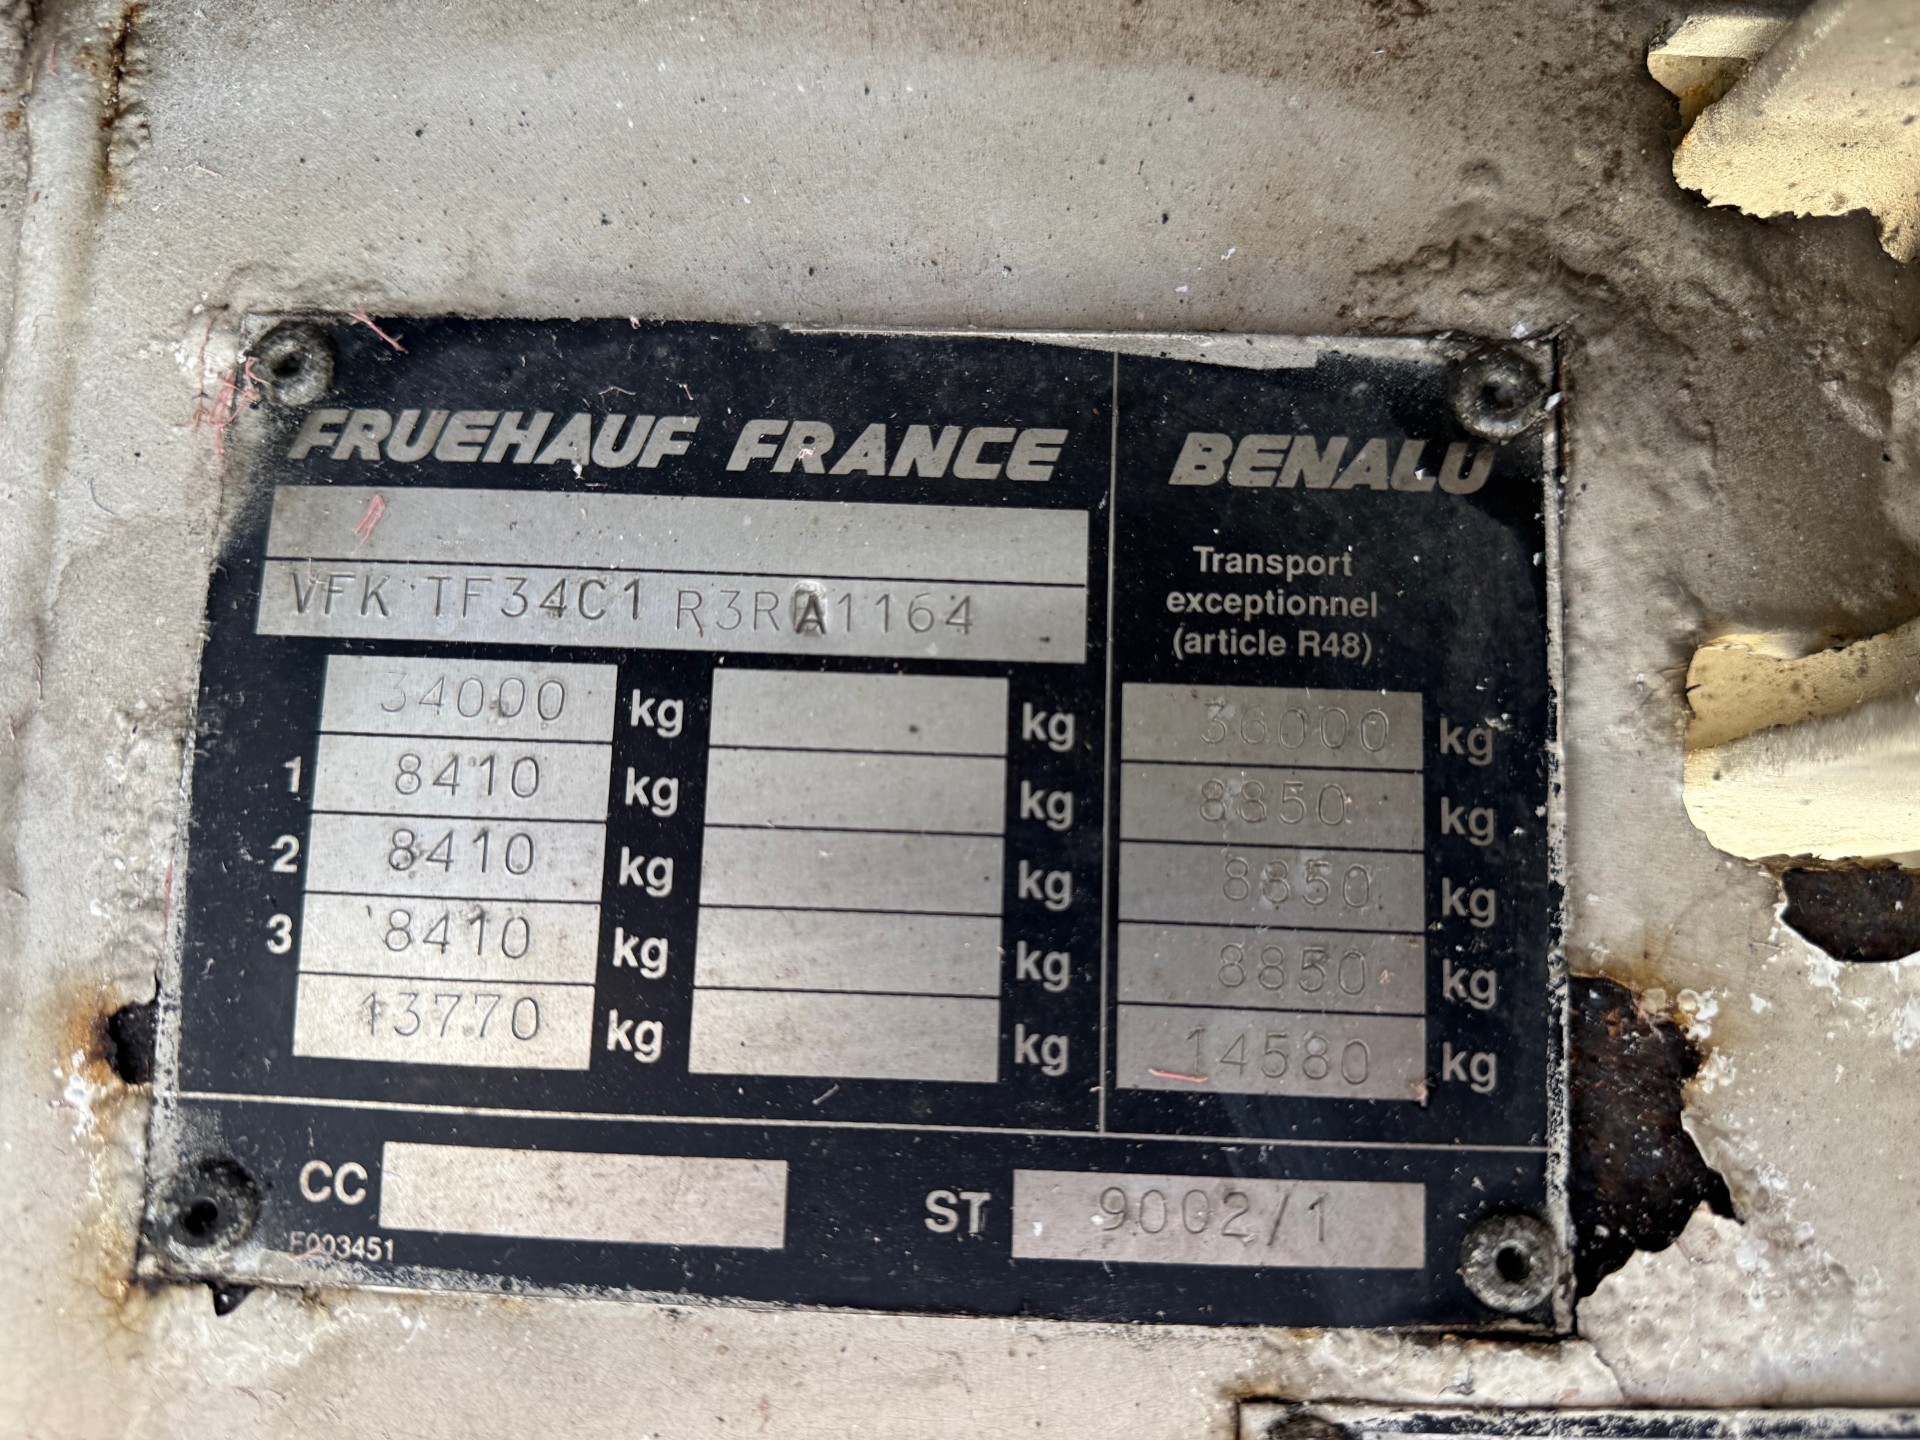 FRUEHAUF FRANCE
VFK TF34C1 R3RA1164
34000 kg
1 8410 kg
2 8410 kg
3 8410 kg
13770 kg
kg
kg
kg
kg
kg
BENALU
Transport
exceptionnel
(article R48)
36000 kg
8850 kg
8850 kg
8850 kg
14580 kg
CC
ST 9002/1
F003451